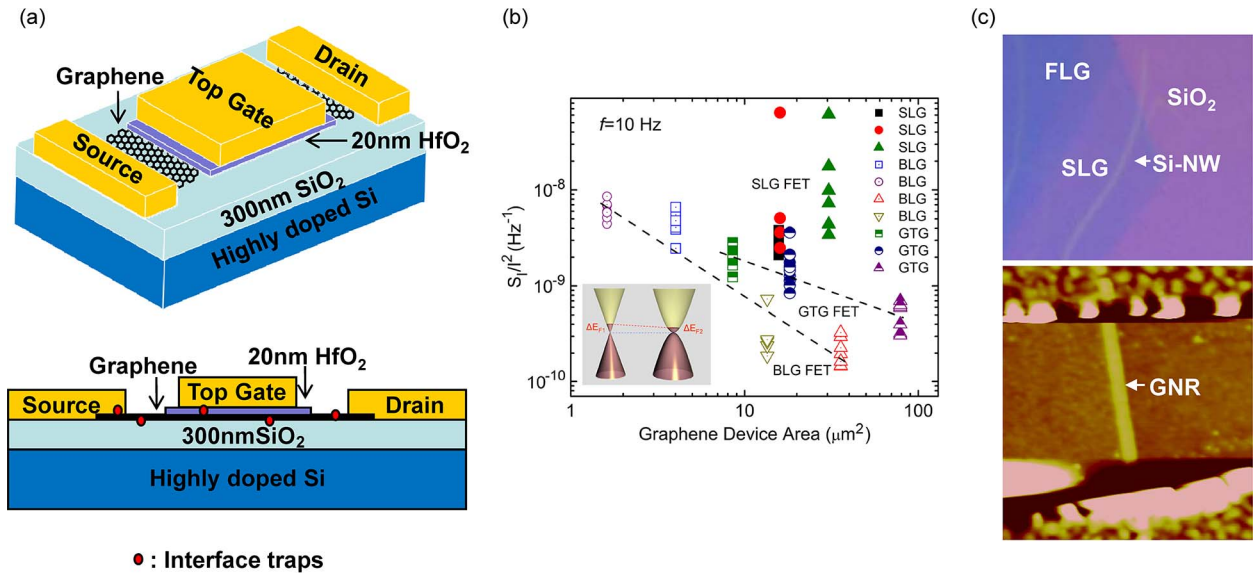 (a)
Graphene
Source
Top Gate
Drain
20nm HfO₂
300nm SiO₂
Highly doped Si
Graphene
20nm HfO₂
Source
Top Gate
Drain
300nmSiO₂
Highly doped Si
: Interface traps
(b)
f=10 Hz
S_I/I² (Hz⁻¹)
10⁻⁸
10⁻⁹
10⁻¹⁰
1
10
100
Graphene Device Area (μm²)
SLG FET
GTG FET
BLG FET
ΔE_F1
ΔE_F2
SLG
SLG
SLG
BLG
BLG
BLG
BLG
GTG
GTG
GTG
(c)
FLG
SiO₂
SLG
Si-NW
GNR